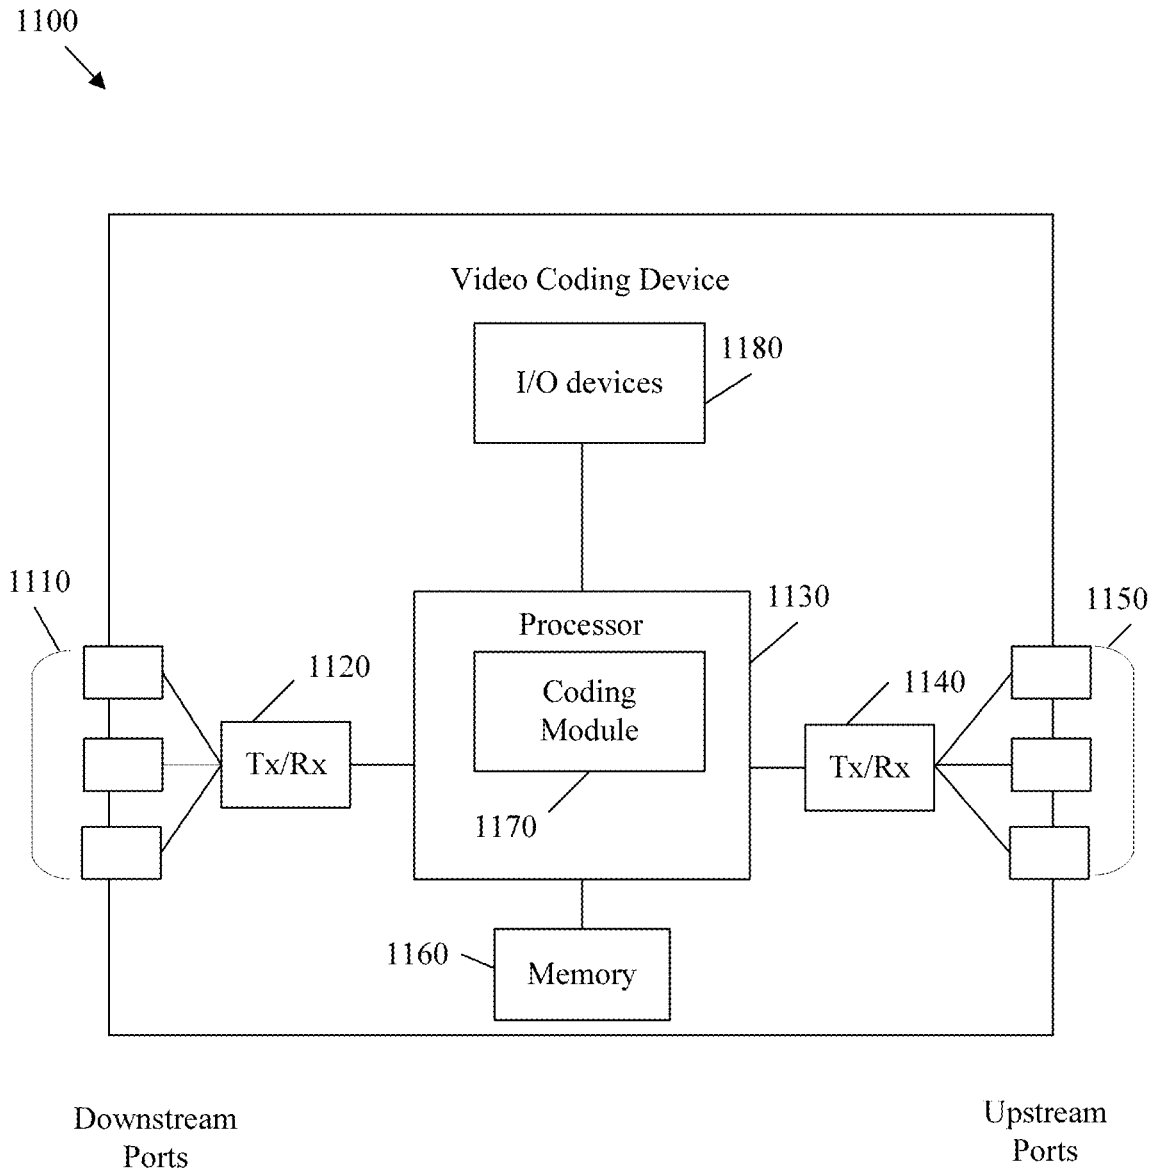 1100
Video Coding Device
I/O devices
1180
1110
1120
Processor
1130
Coding
Module
1170
1140
1150
Tx/Rx
Tx/Rx
1160
Memory
Downstream
Ports
Upstream
Ports